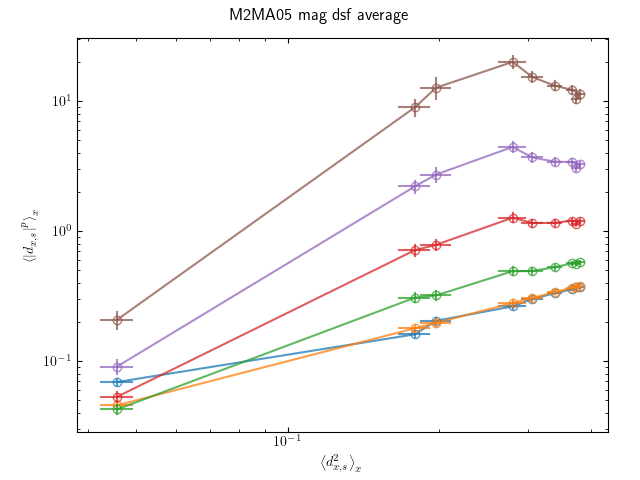 M2MA05 mag dsf average
⟨|d_{x,s}|^p⟩_x
10^1
10^0
10^{-1}
10^{-1}
⟨d^2_{x,s}⟩_x